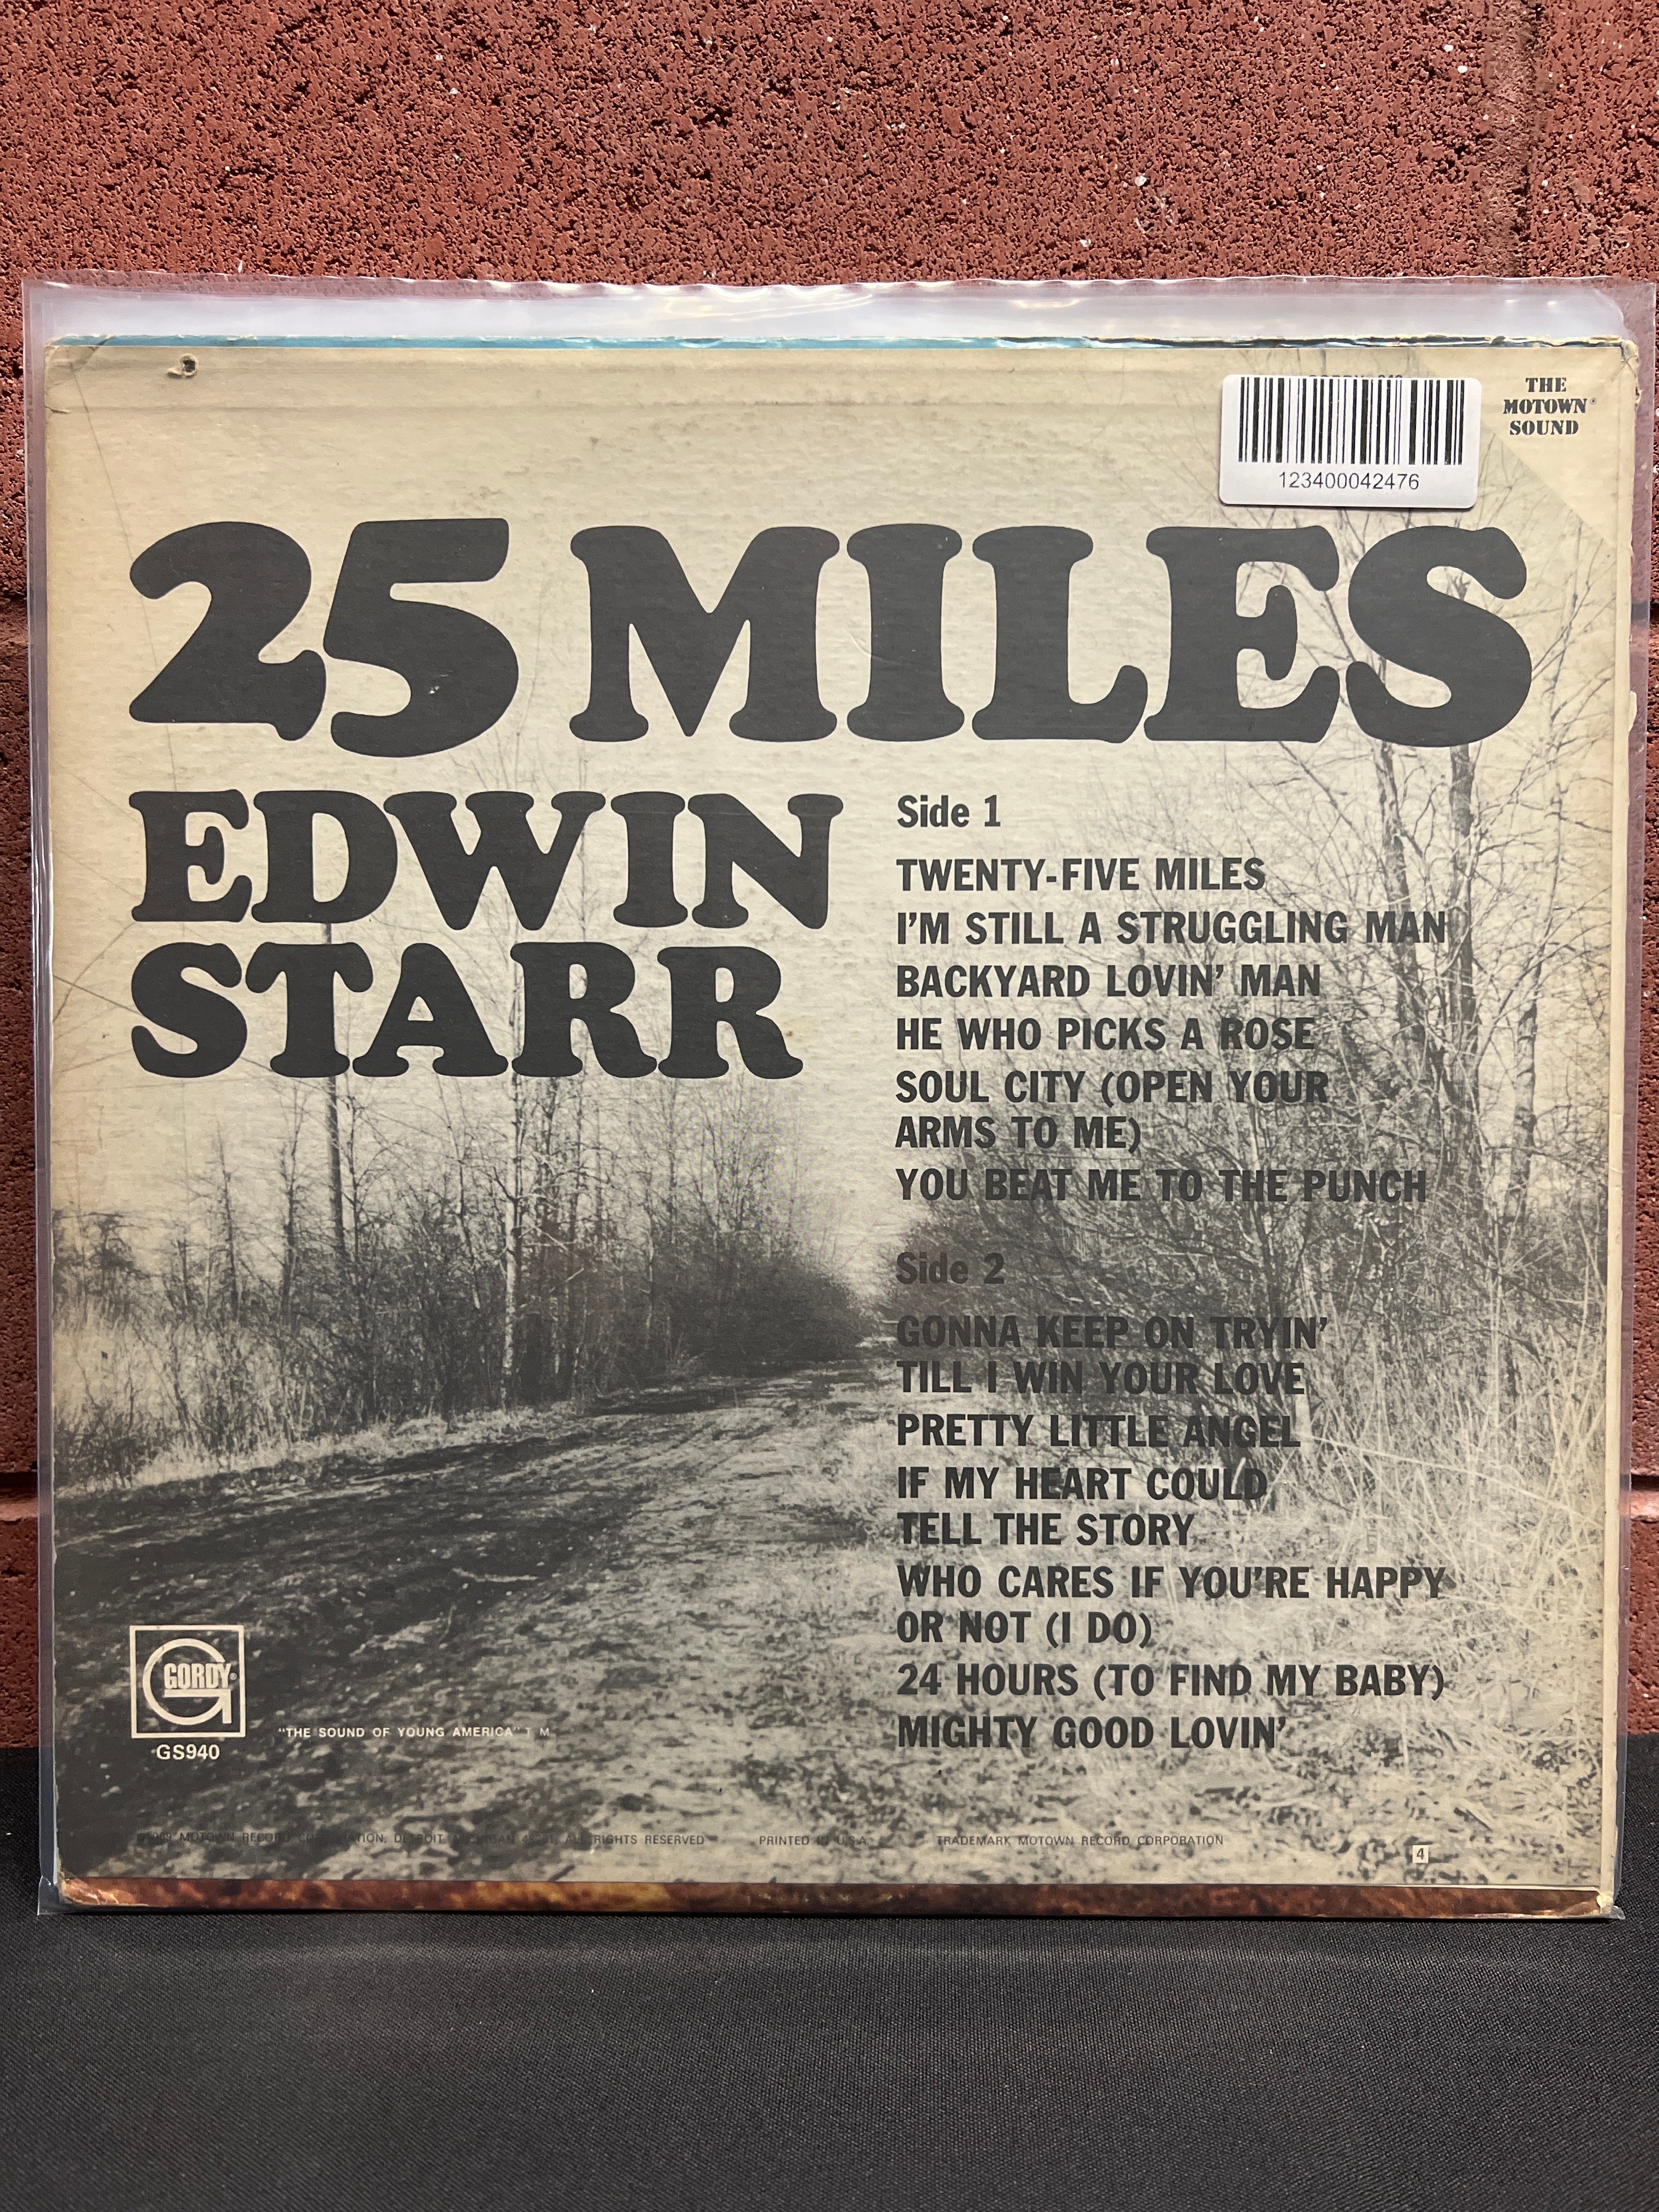 THE
MOTOWN®
SOUND
123400042476
25 MILES
EDWIN
STARR
Side 1
TWENTY-FIVE MILES
I'M STILL A STRUGGLING MAN
BACKYARD LOVIN' MAN
HE WHO PICKS A ROSE
SOUL CITY (OPEN YOUR
ARMS TO ME)
YOU BEAT ME TO THE PUNCH
Side 2
GONNA KEEP ON TRYIN'
TILL I WIN YOUR LOVE
PRETTY LITTLE ANGEL
IF MY HEART COULD
TELL THE STORY
WHO CARES IF YOU'RE HAPPY
OR NOT (I DO)
24 HOURS (TO FIND MY BABY)
MIGHTY GOOD LOVIN'
GORDY®
GS940
"THE SOUND OF YOUNG AMERICA" T M
MOTOWN RECORD DETROIT, ALL RIGHTS RESERVED PRINTED IN U.S.A. TRADEMARK MOTOWN RECORD CORPORATION
4